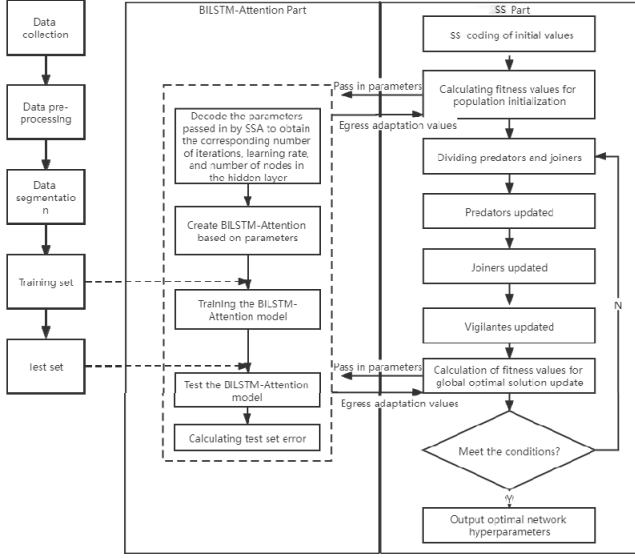 Data
collection
Data pre-
processing
Data
segmentatio
n
Training set
Test set
BILSTM-Attention Part
Decode the parameters
passed in by SSA to obtain
the corresponding number
of iterations, learning rate,
and number of nodes in
the hidden layer
Create BILSTM-Attention
based on parameters
Training the BILSTM-
Attention model
Test the BILSTM-Attention
model
Calculating test set error
Pass in parameters
Egress adaptation values
Pass in parameters
Egress adaptation values
SS Part
SS coding of initial values
Calculating fitness values for
population initialization
Dividing predators and joiners
Predators updated
Joiners updated
Vigilantes updated
Calculation of fitness values for
global optimal solution update
Meet the conditions?
N
Y
Output optimal network
hyperparameters